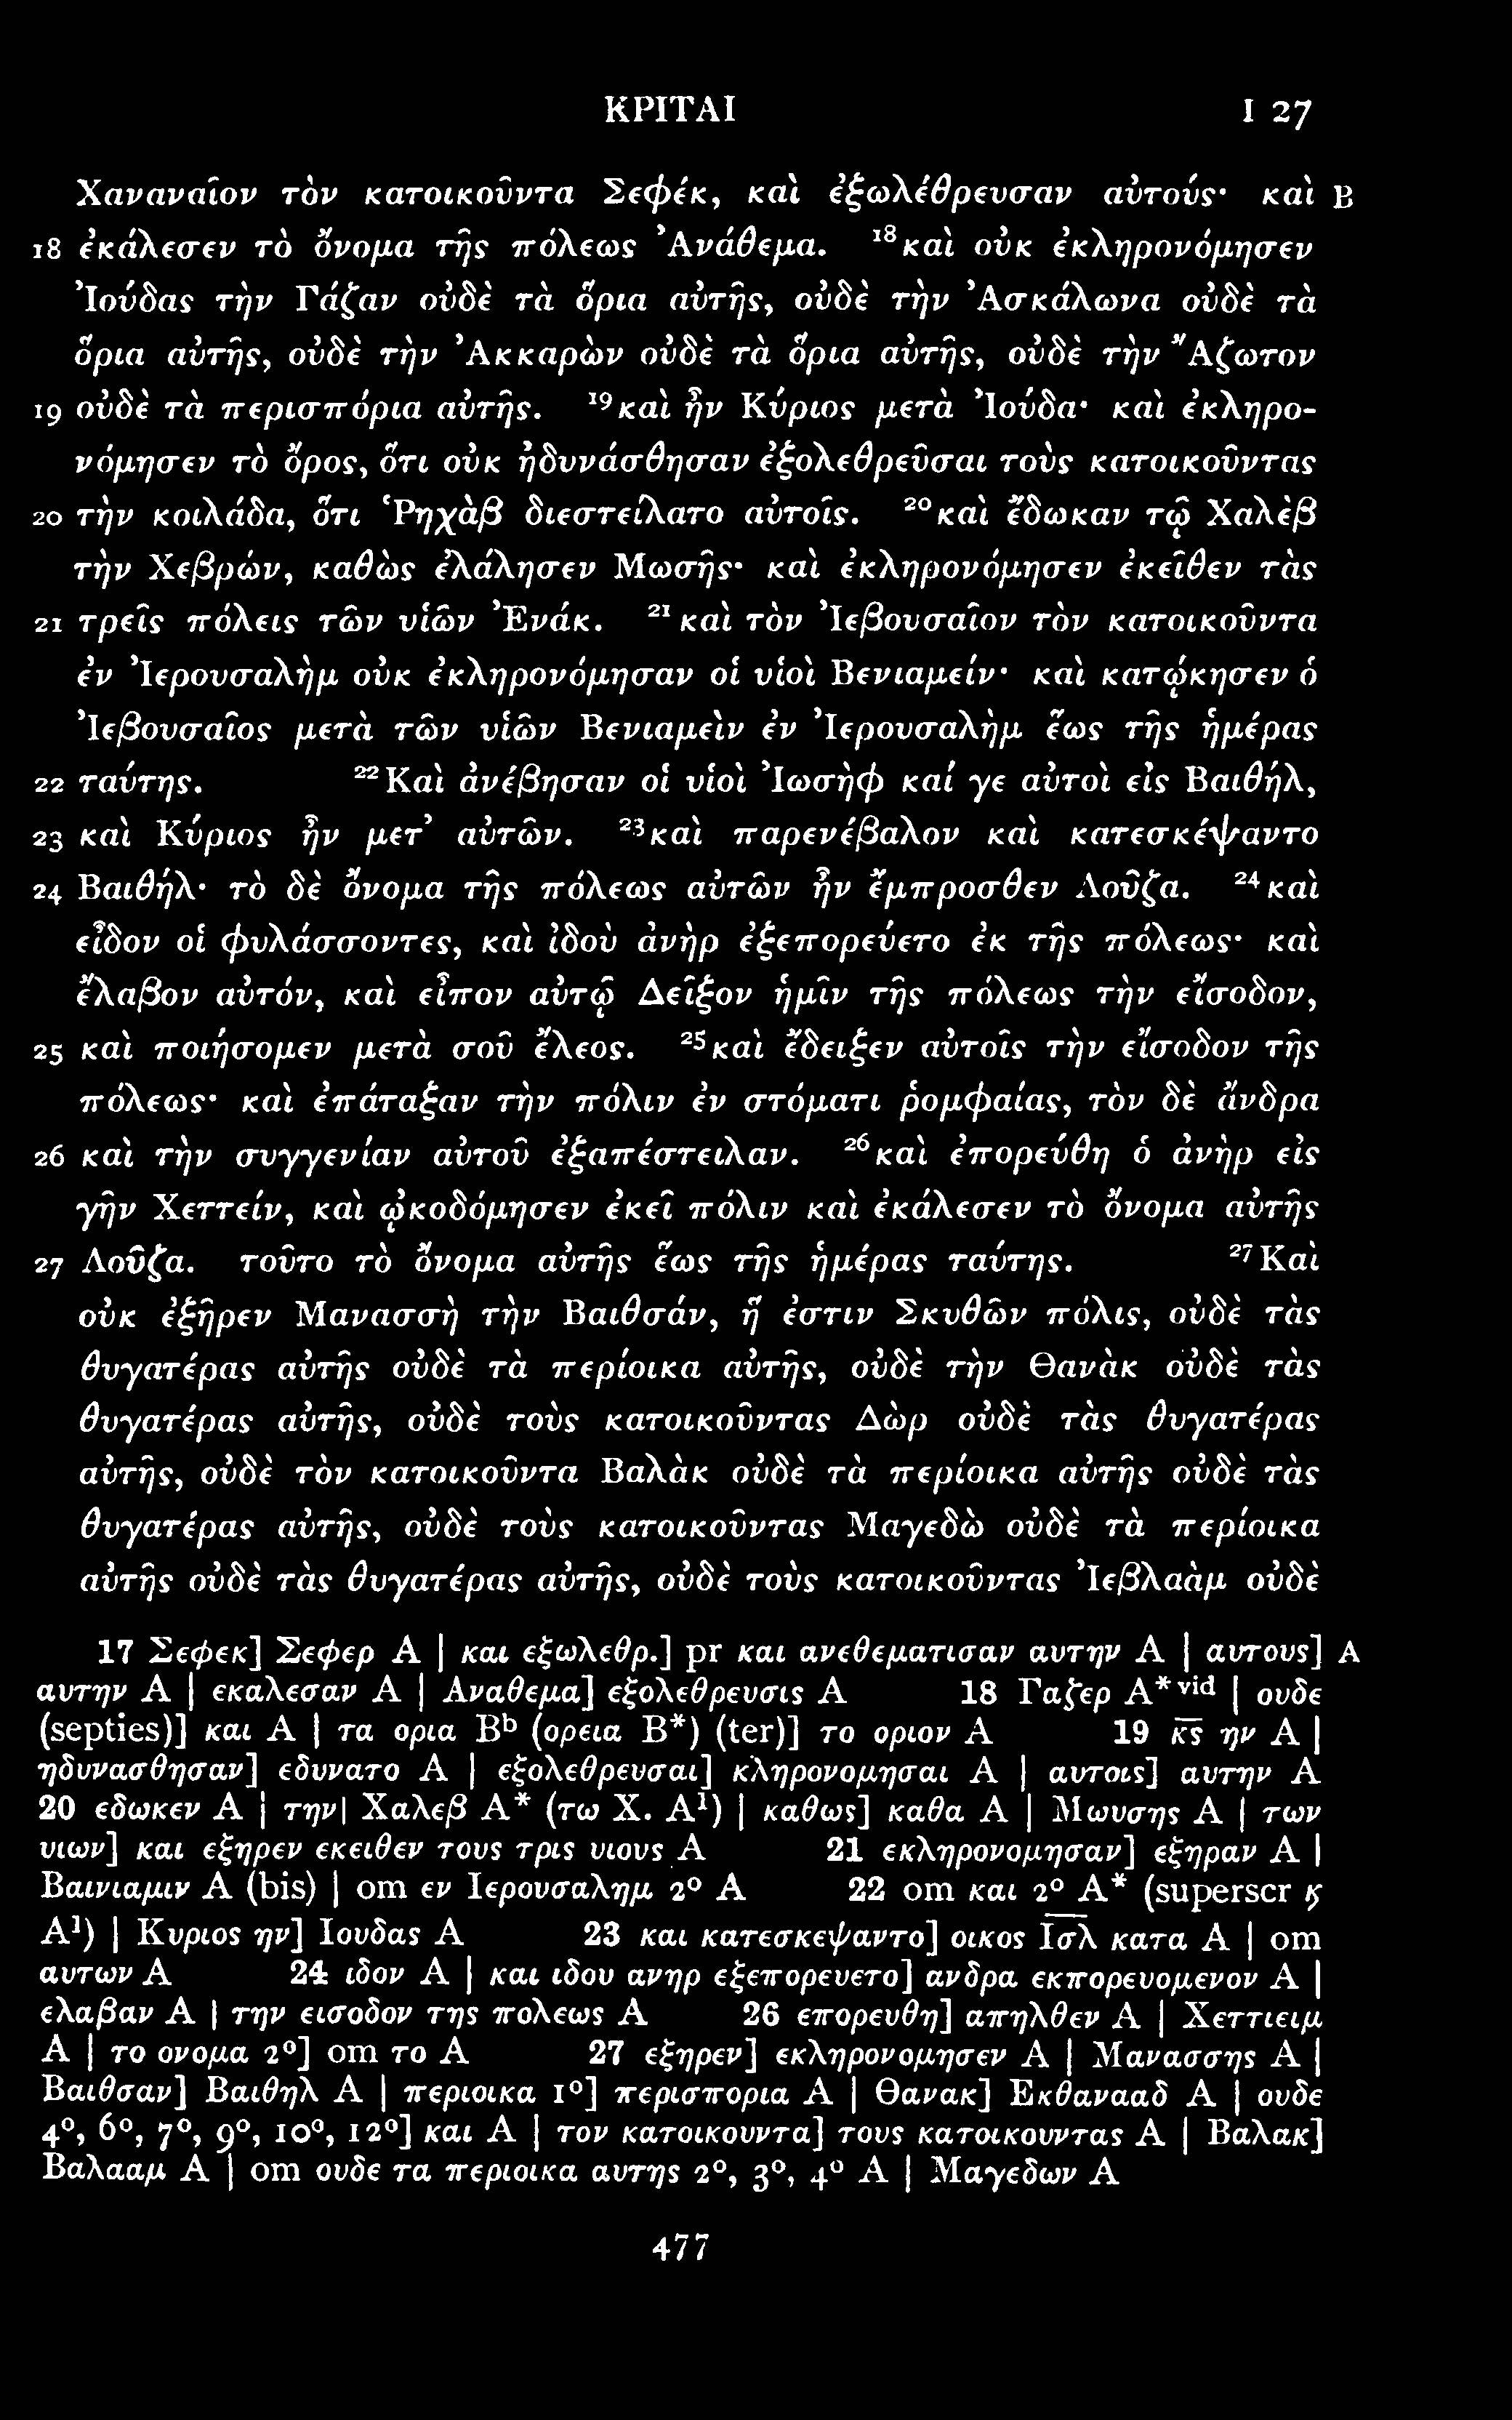 ΚΡΙΤΑΙ I 27
Χαναναῖον τὸν κατοικοῦντα Σεφέκ, καὶ ἐξωλέθρευσαν αὐτούς· καὶ B
18 ἐκάλεσεν τὸ ὄνομα τῆς πόλεως Ἀνάθεμα. ¹⁸καὶ οὐκ ἐκληρονόμησεν
Ἰούδας τὴν Γάζαν οὐδὲ τὰ ὅρια αὐτῆς, οὐδὲ τὴν Ἀσκάλωνα οὐδὲ τὰ
ὅρια αὐτῆς, οὐδὲ τὴν Ἀκκαρὼν οὐδὲ τὰ ὅρια αὐτῆς, οὐδὲ τὴν Ἄζωτον
19 οὐδὲ τὰ περισπόρια αὐτῆς. ¹⁹καὶ ἦν Κύριος μετὰ Ἰούδα· καὶ ἐκληρο-
νόμησεν τὸ ὄρος, ὅτι οὐκ ἠδυνάσθησαν ἐξολεθρεῦσαι τοὺς κατοικοῦντας
20 τὴν κοιλάδα, ὅτι Ῥηχὰβ διεστείλατο αὐτοῖς. ²⁰καὶ ἔδωκαν τῷ Χαλὲβ
τὴν Χεβρών, καθὼς ἐλάλησεν Μωσῆς· καὶ ἐκληρονόμησεν ἐκεῖθεν τὰς
21 τρεῖς πόλεις τῶν υἱῶν Ἐνάκ. ²¹καὶ τὸν Ἰεβουσαῖον τὸν κατοικοῦντα
ἐν Ἰερουσαλὴμ οὐκ ἐκληρονόμησαν οἱ υἱοὶ Βενιαμείν· καὶ κατῴκησεν ὁ
Ἰεβουσαῖος μετὰ τῶν υἱῶν Βενιαμεὶν ἐν Ἰερουσαλὴμ ἕως τῆς ἡμέρας
22 ταύτης. ²²Καὶ ἀνέβησαν οἱ υἱοὶ Ἰωσὴφ καί γε αὐτοὶ εἰς Βαιθήλ,
23 καὶ Κύριος ἦν μετ᾽ αὐτῶν. ²³καὶ παρενέβαλον καὶ κατεσκέψαντο
24 Βαιθήλ· τὸ δὲ ὄνομα τῆς πόλεως αὐτῶν ἦν ἔμπροσθεν Λοῦζα. ²⁴καὶ
εἶδον οἱ φυλάσσοντες, καὶ ἰδοὺ ἀνὴρ ἐξεπορεύετο ἐκ τῆς πόλεως· καὶ
ἔλαβον αὐτόν, καὶ εἶπον αὐτῷ Δεῖξον ἡμῖν τῆς πόλεως τὴν εἴσοδον,
25 καὶ ποιήσομεν μετὰ σοῦ ἔλεος. ²⁵καὶ ἔδειξεν αὐτοῖς τὴν εἴσοδον τῆς
πόλεως· καὶ ἐπάταξαν τὴν πόλιν ἐν στόματι ῥομφαίας, τὸν δὲ ἄνδρα
26 καὶ τὴν συγγενίαν αὐτοῦ ἐξαπέστειλαν. ²⁶καὶ ἐπορεύθη ὁ ἀνὴρ εἰς
γῆν Χεττείν, καὶ ᾠκοδόμησεν ἐκεῖ πόλιν καὶ ἐκάλεσεν τὸ ὄνομα αὐτῆς
27 Λοῦζα. τοῦτο τὸ ὄνομα αὐτῆς ἕως τῆς ἡμέρας ταύτης. ²⁷Καὶ
οὐκ ἐξῆρεν Μανασσὴ τὴν Βαιθσάν, ἥ ἐστιν Σκυθῶν πόλις, οὐδὲ τὰς
θυγατέρας αὐτῆς οὐδὲ τὰ περίοικα αὐτῆς, οὐδὲ τὴν Θανὰκ οὐδὲ τὰς
θυγατέρας αὐτῆς, οὐδὲ τοὺς κατοικοῦντας Δὼρ οὐδὲ τὰς θυγατέρας
αὐτῆς, οὐδὲ τὸν κατοικοῦντα Βαλὰκ οὐδὲ τὰ περίοικα αὐτῆς οὐδὲ τὰς
θυγατέρας αὐτῆς, οὐδὲ τοὺς κατοικοῦντας Μαγεδὼ οὐδὲ τὰ περίοικα
αὐτῆς οὐδὲ τὰς θυγατέρας αὐτῆς, οὐδὲ τοὺς κατοικοῦντας Ἰεβλαὰμ οὐδὲ
17 Σεφεκ] Σεφερ A | και εξωλεθρ.] pr και ανεθεματισαν αυτην A | αυτους] A
αυτην A | εκαλεσαν A | Αναθεμα] εξολεθρευσις A 18 Γαζερ A*ᵛⁱᵈ | ουδε
(septies)] και A | τα ορια Bᵇ (ορεια B*) (ter)] το οριον A 19 κ̅ς̅ ην A |
ηδυνασθησαν] εδυνατο A | εξολεθρευσαι] κληρονομησαι A | αυτοις] αυτην A
20 εδωκεν A | την| Χαλεβ A* (τω Χ. A¹) | καθως] καθα A | Μωυσης A | των
υιων] και εξηρεν εκειθεν τους τρις υιους A 21 εκληρονομησαν] εξηραν A |
Βαινιαμιν A (bis) | om εν Ιερουσαλημ 2° A 22 om και 2° A* (superscr ϗ
A¹) | Κυριος ην] Ιουδας A 23 και κατεσκεψαντο] οικος Ι̅σ̅λ̅ κατα A | om
αυτων A 24 ιδον A | και ιδου ανηρ εξεπορευετο] ανδρα εκπορευομενον A |
ελαβαν A | την εισοδον της πολεως A 26 επορευθη] απηλθεν A | Χεττιειμ
A | το ονομα 2°] om το A 27 εξηρεν] εκληρονομησεν A | Μανασσης A |
Βαιθσαν] Βαιθηλ A | περιοικα 1°] περισπορια A | Θανακ] Εκθανααδ A | ουδε
4°, 6°, 7°, 9°, 10°, 12°] και A | τον κατοικουντα] τους κατοικουντας A | Βαλακ]
Βαλααμ A | om ουδε τα περιοικα αυτης 2°, 3°, 4° A | Μαγεδων A
477